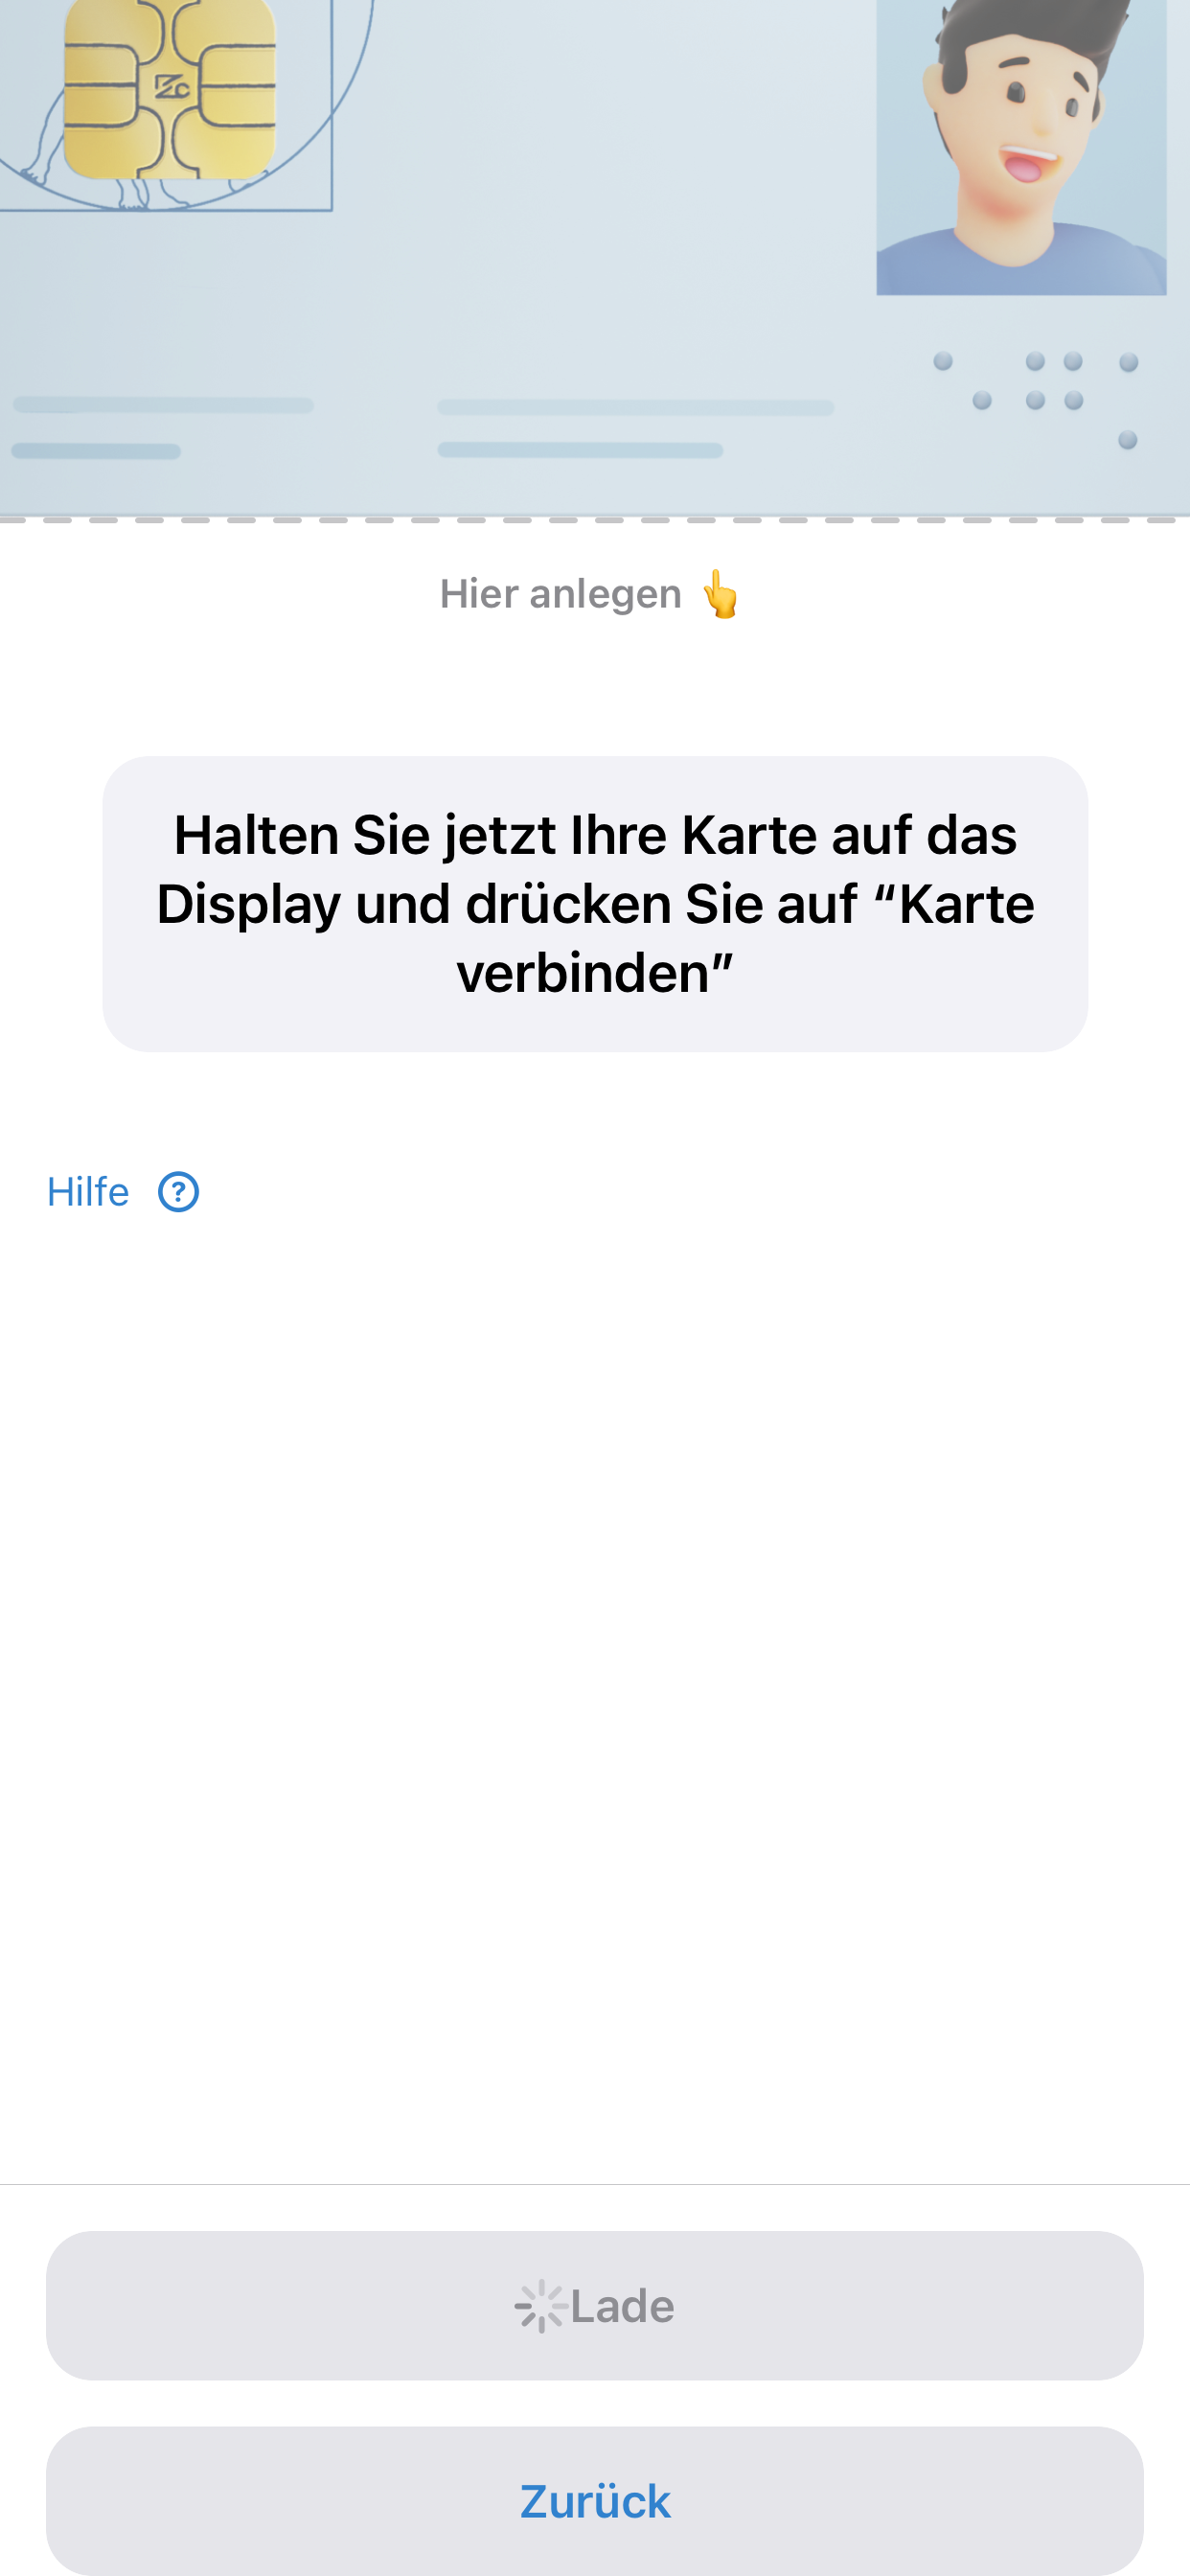 Hier anlegen 👆
Halten Sie jetzt Ihre Karte auf das
Display und drücken Sie auf “Karte
verbinden”
Hilfe ?
Lade
Zurück